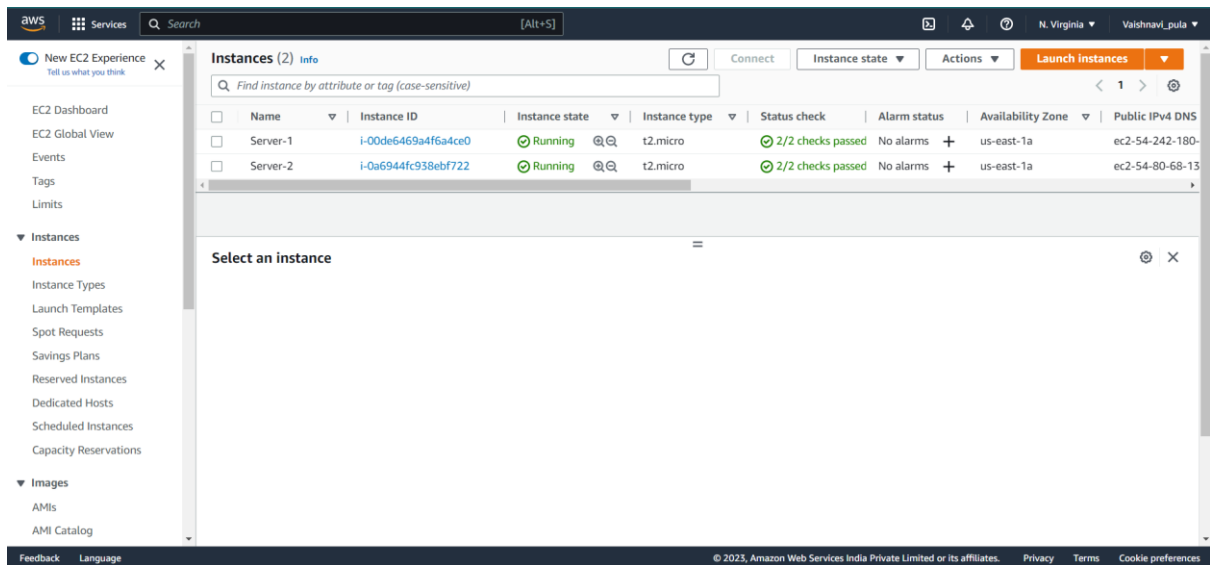 aws Services Search [Alt+S] N. Virginia Vaishnavi_pula
New EC2 Experience
Tell us what you think
EC2 Dashboard
EC2 Global View
Events
Tags
Limits
Instances
Instances
Instance Types
Launch Templates
Spot Requests
Savings Plans
Reserved Instances
Dedicated Hosts
Scheduled Instances
Capacity Reservations
Images
AMIs
AMI Catalog
Instances (2) Info Connect Instance state Actions Launch instances
Find instance by attribute or tag (case-sensitive) 1
Name Instance ID Instance state Instance type Status check Alarm status Availability Zone Public IPv4 DNS
Server-1 i-00de6469a4f6a4ce0 Running t2.micro 2/2 checks passed No alarms us-east-1a ec2-54-242-180-
Server-2 i-0a6944fc938ebf722 Running t2.micro 2/2 checks passed No alarms us-east-1a ec2-54-80-68-13
Select an instance
Feedback Language © 2023, Amazon Web Services India Private Limited or its affiliates. Privacy Terms Cookie preferences